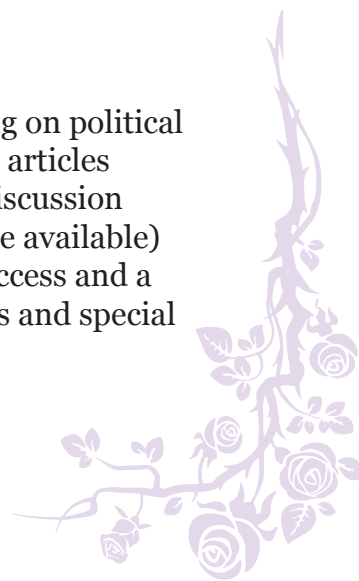 g on political
articles
iscussion
e available)
ccess and a
s and special